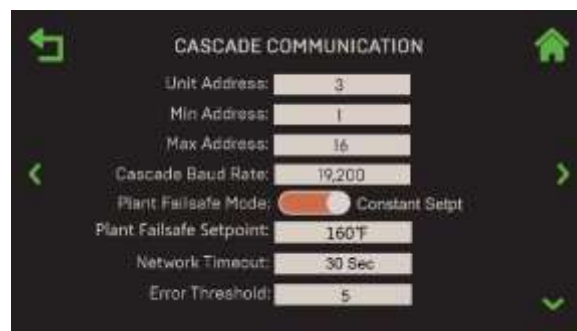 CASCADE COMMUNICATION
Unit Address: 3
Min Address: 1
Max Address: 16
Cascade Baud Rate: 19,200
Plant Failsafe Mode: Constant Setpt
Plant Failsafe Setpoint: 160°F
Network Timeout: 30 Sec
Error Threshold: 5